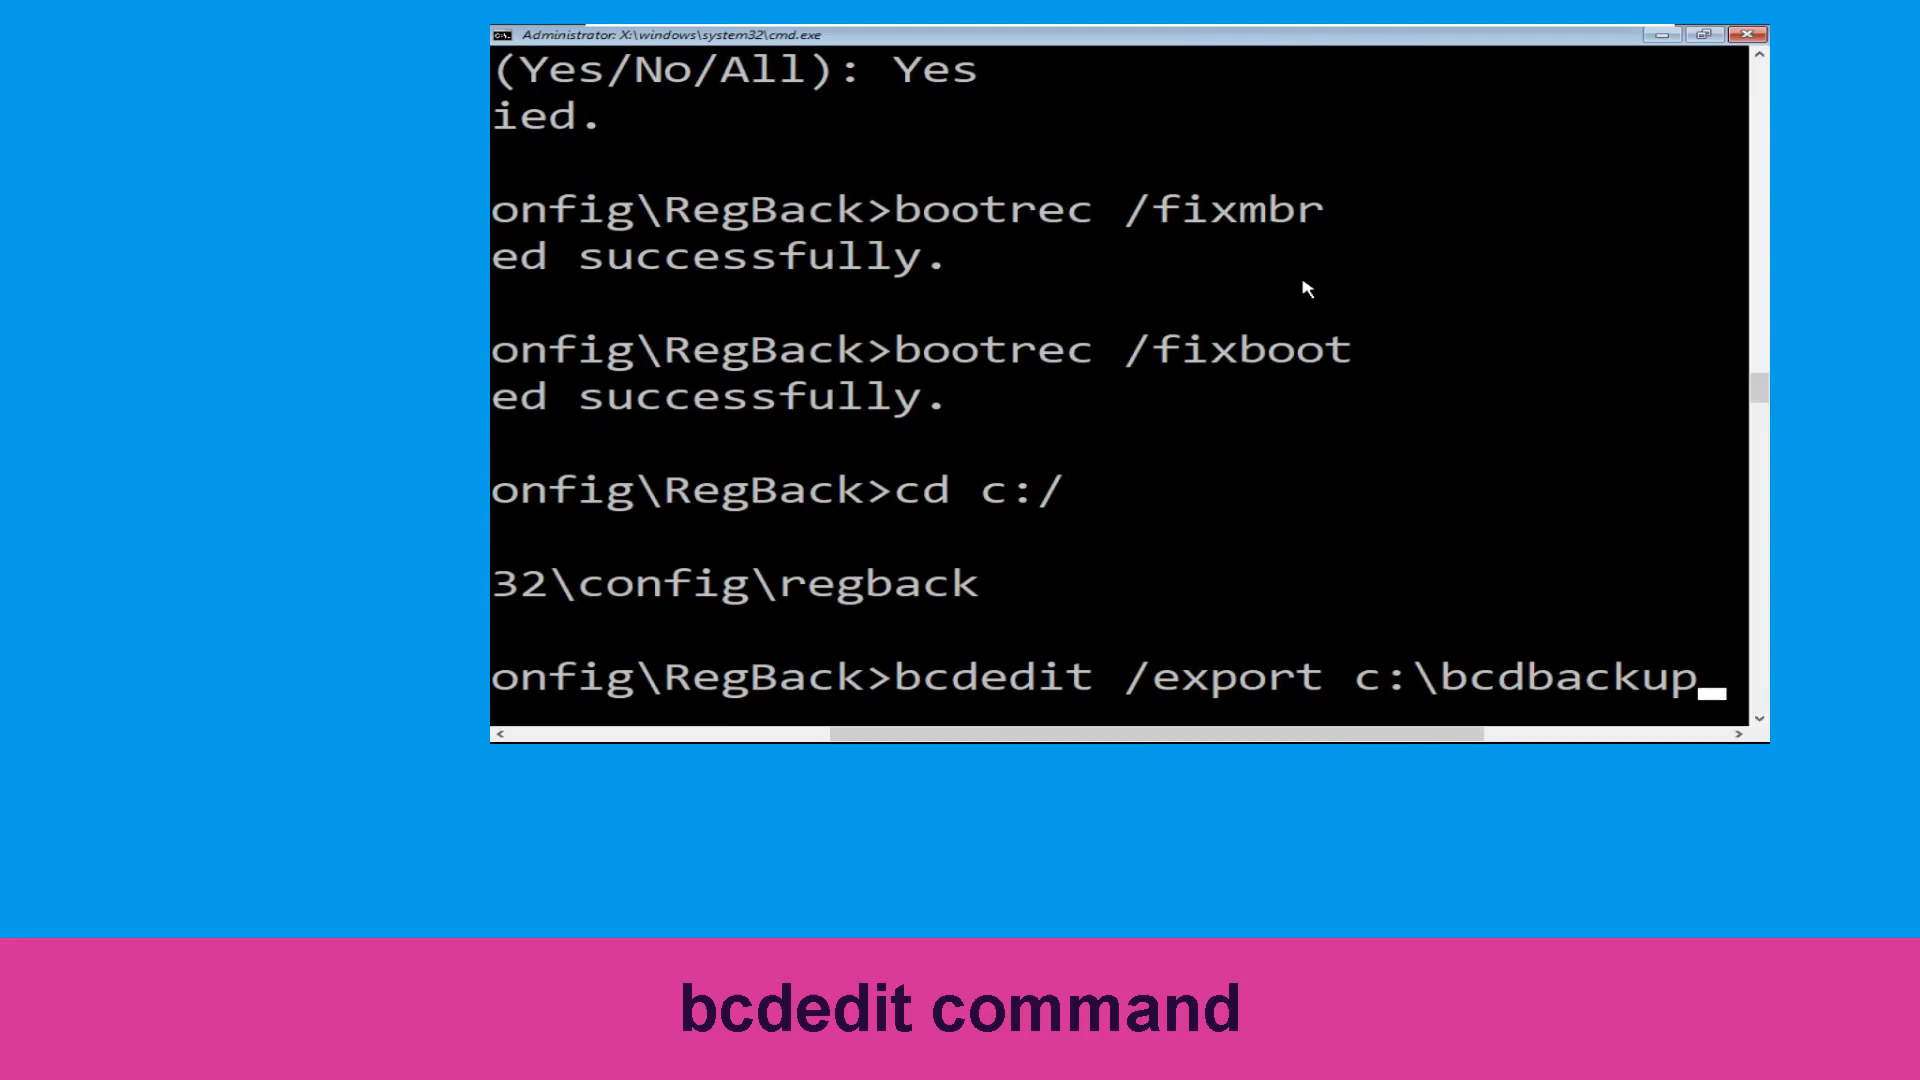 Administrator: X:\windows\system32\cmd.exe
(Yes/No/All): Yes
ied.
onfig\RegBack>bootrec /fixmbr
ed successfully.
onfig\RegBack>bootrec /fixboot
ed successfully.
onfig\RegBack>cd c:/
32\config\regback
onfig\RegBack>bcdedit /export c:\bcdbackup
bcdedit command